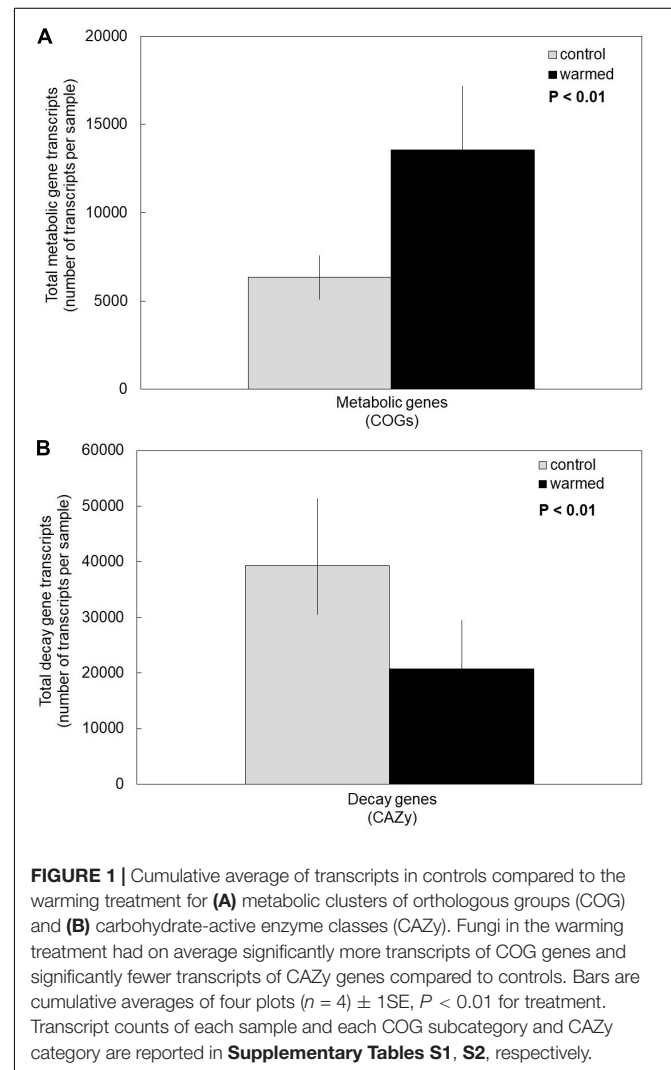 A
20000
15000
10000
5000
0
Total metabolic gene transcripts
(number of transcripts per sample)
control
warmed
P < 0.01
Metabolic genes
(COGs)
B
60000
50000
40000
30000
20000
10000
0
Total decay gene transcripts
(number of transcripts per sample)
control
warmed
P < 0.01
Decay genes
(CAZy)
FIGURE 1 | Cumulative average of transcripts in controls compared to the
warming treatment for (A) metabolic clusters of orthologous groups (COG)
and (B) carbohydrate-active enzyme classes (CAZy). Fungi in the warming
treatment had on average significantly more transcripts of COG genes and
significantly fewer transcripts of CAZy genes compared to controls. Bars are
cumulative averages of four plots (n = 4) ± 1SE, P < 0.01 for treatment.
Transcript counts of each sample and each COG subcategory and CAZy
category are reported in Supplementary Tables S1, S2, respectively.